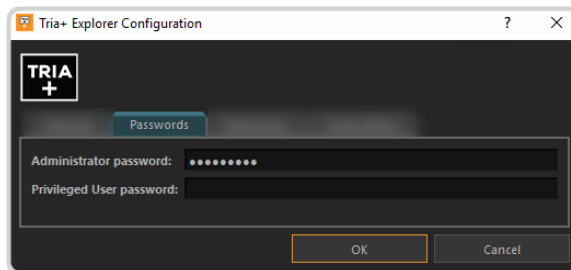 Tria+ Explorer Configuration
TRIA
+
Passwords
Administrator password: •••••••••
Privileged User password:
OK
Cancel